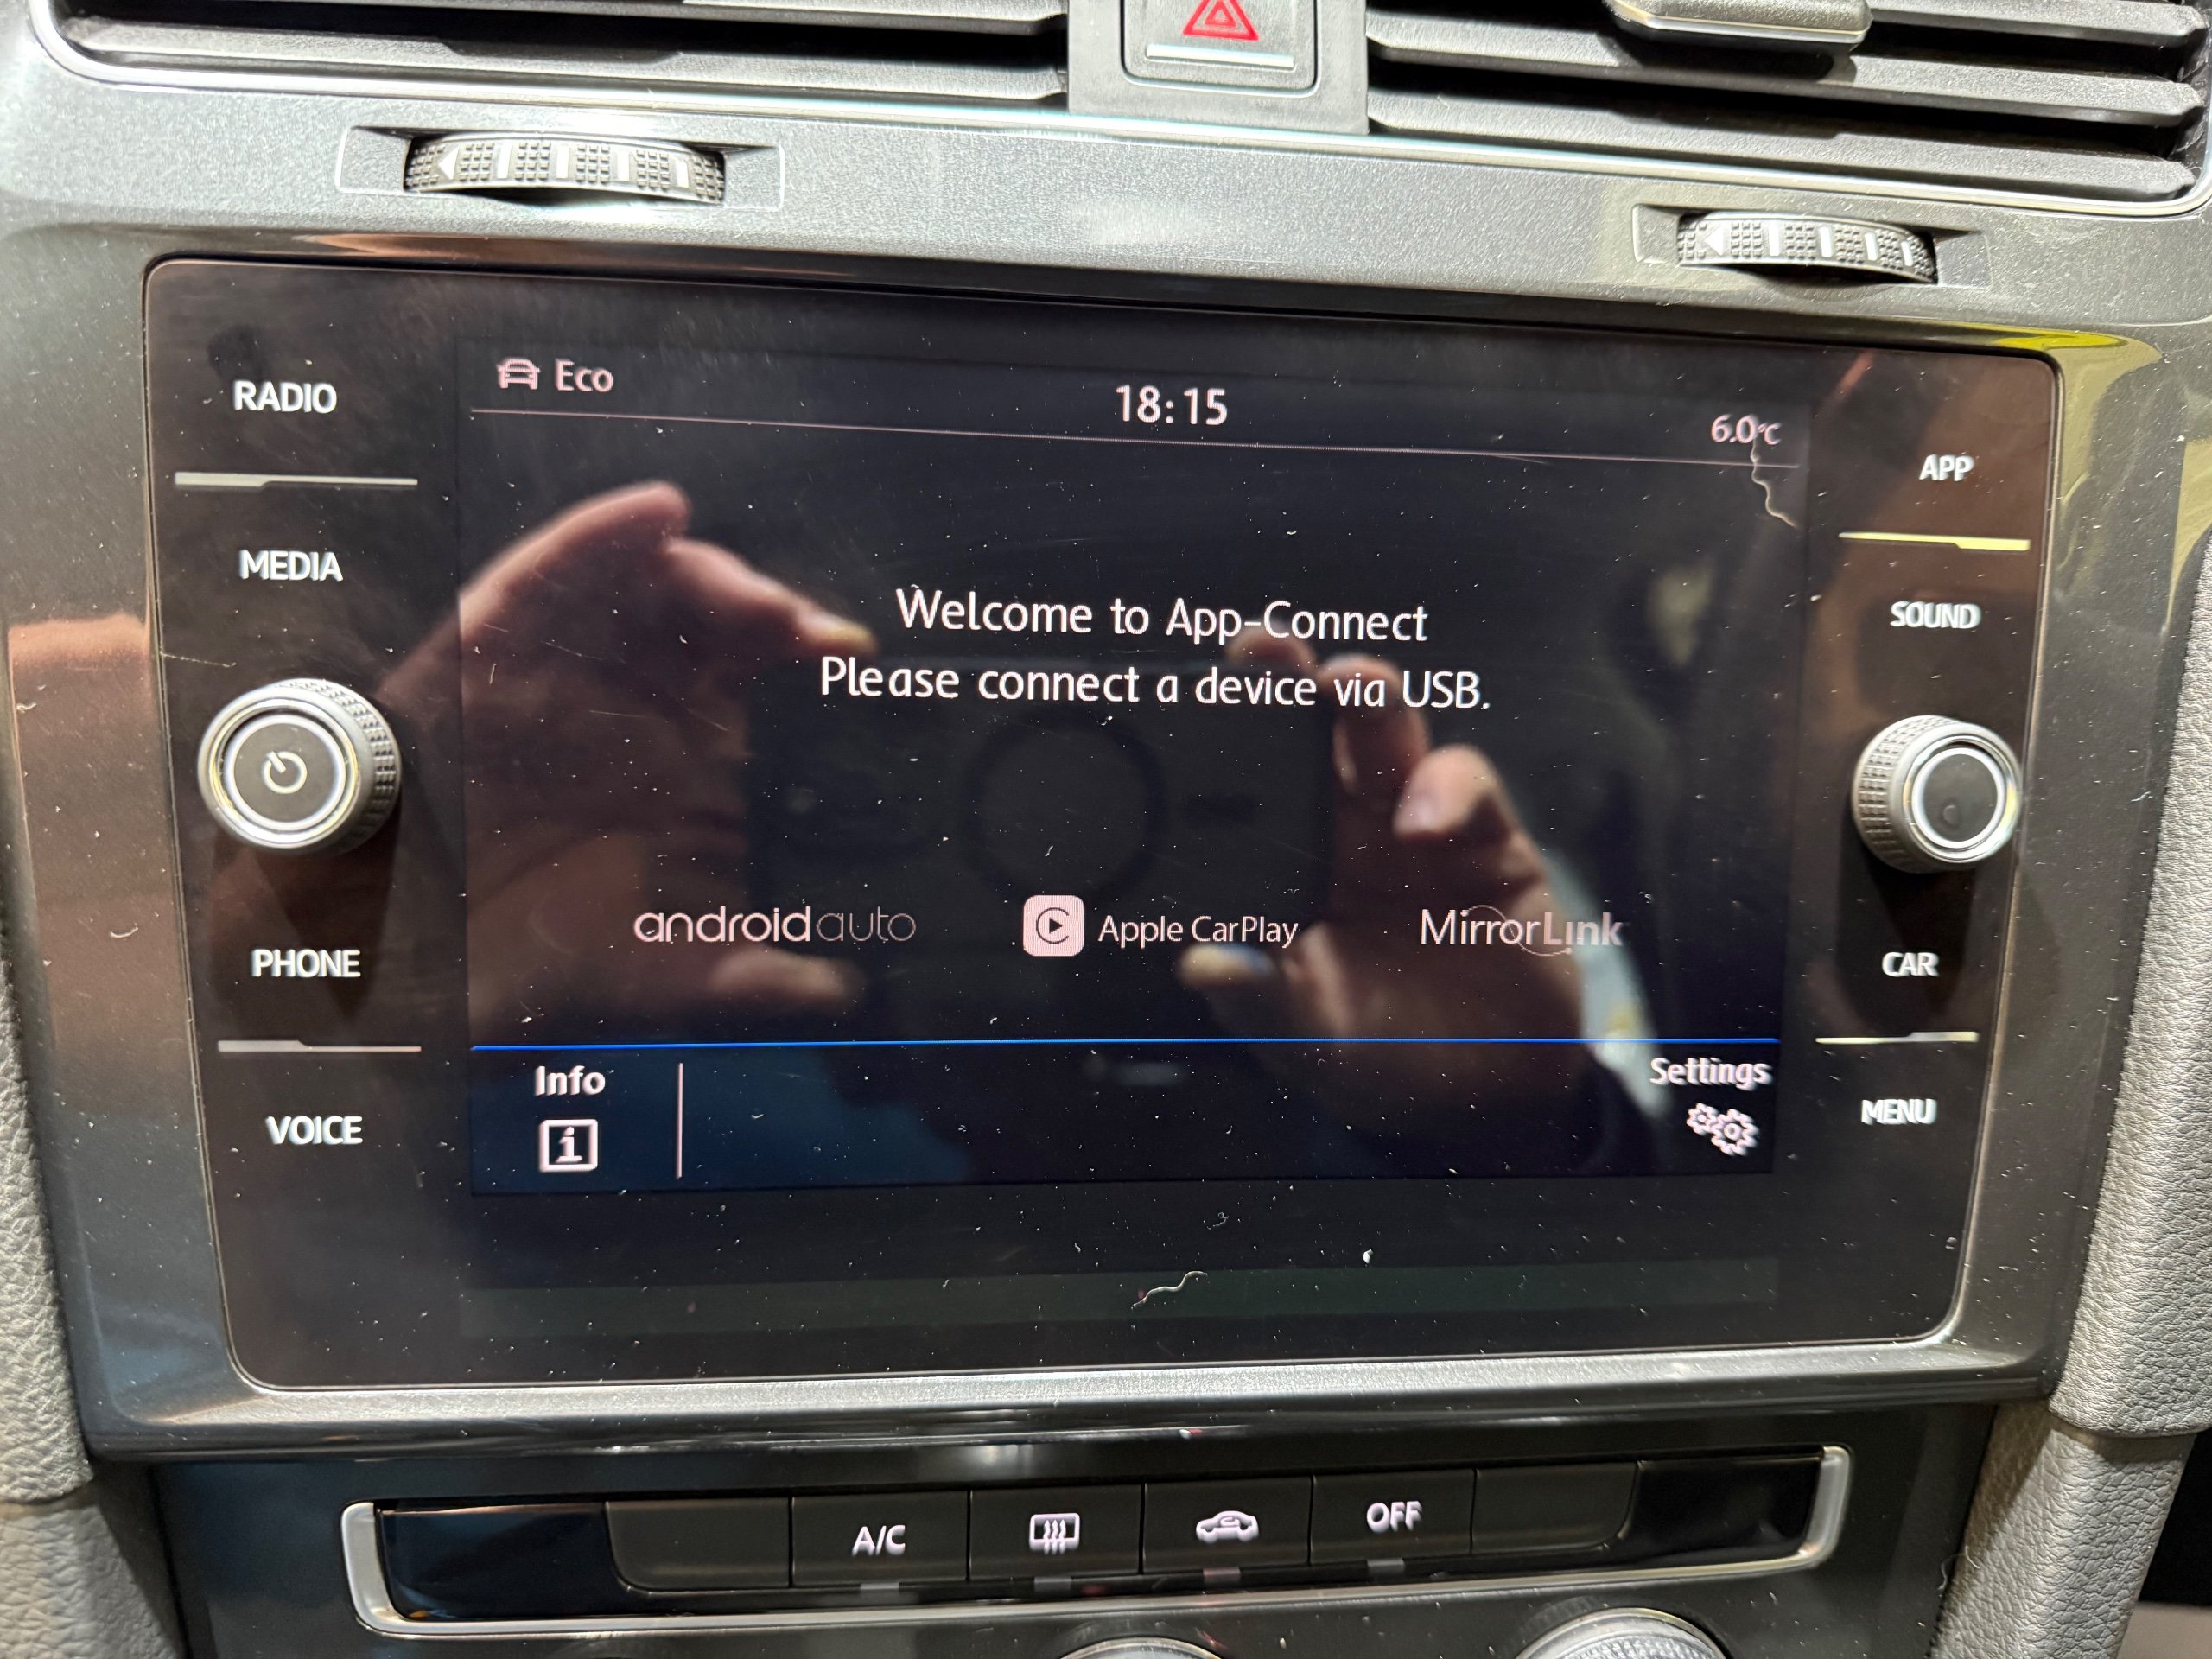 RADIO
MEDIA
PHONE
VOICE
Eco
18:15
6.0°C
Welcome to App-Connect
Please connect a device via USB.
androidauto
Apple CarPlay
MirrorLink
Info
i
Settings
APP
SOUND
CAR
MENU
A/C
OFF